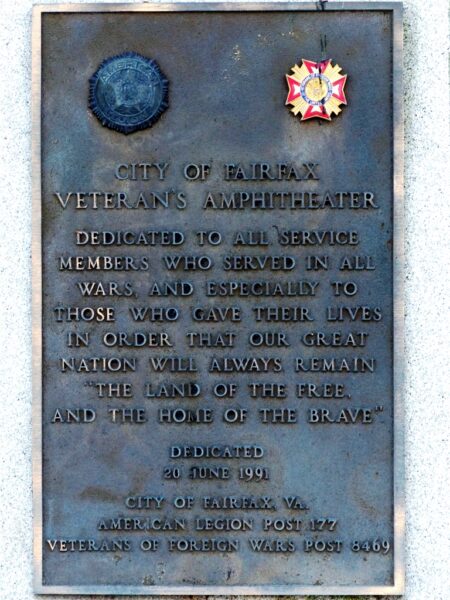 CITY OF FAIRFAX
VETERAN'S AMPHITHEATER
DEDICATED TO ALL SERVICE
MEMBERS WHO SERVED IN ALL
WARS, AND ESPECIALLY TO
THOSE WHO GAVE THEIR LIVES
IN ORDER THAT OUR GREAT
NATION WILL ALWAYS REMAIN
"THE LAND OF THE FREE,
AND THE HOME OF THE BRAVE"
DEDICATED
20 JUNE 1991
CITY OF FAIRFAX, VA.
AMERICAN LEGION POST 177
VETERANS OF FOREIGN WARS POST 8469